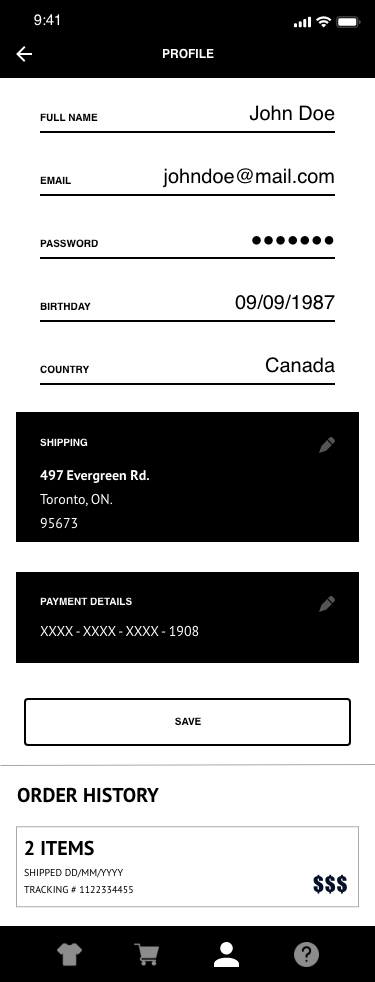 9:41
PROFILE
FULL NAME John Doe
EMAIL johndoe@mail.com
PASSWORD ●●●●●●●
BIRTHDAY 09/09/1987
COUNTRY Canada
SHIPPING
497 Evergreen Rd.
Toronto, ON.
95673
PAYMENT DETAILS
XXXX - XXXX - XXXX - 1908
SAVE
ORDER HISTORY
2 ITEMS
SHIPPED DD/MM/YYYY
TRACKING # 1122334455
$$$
?